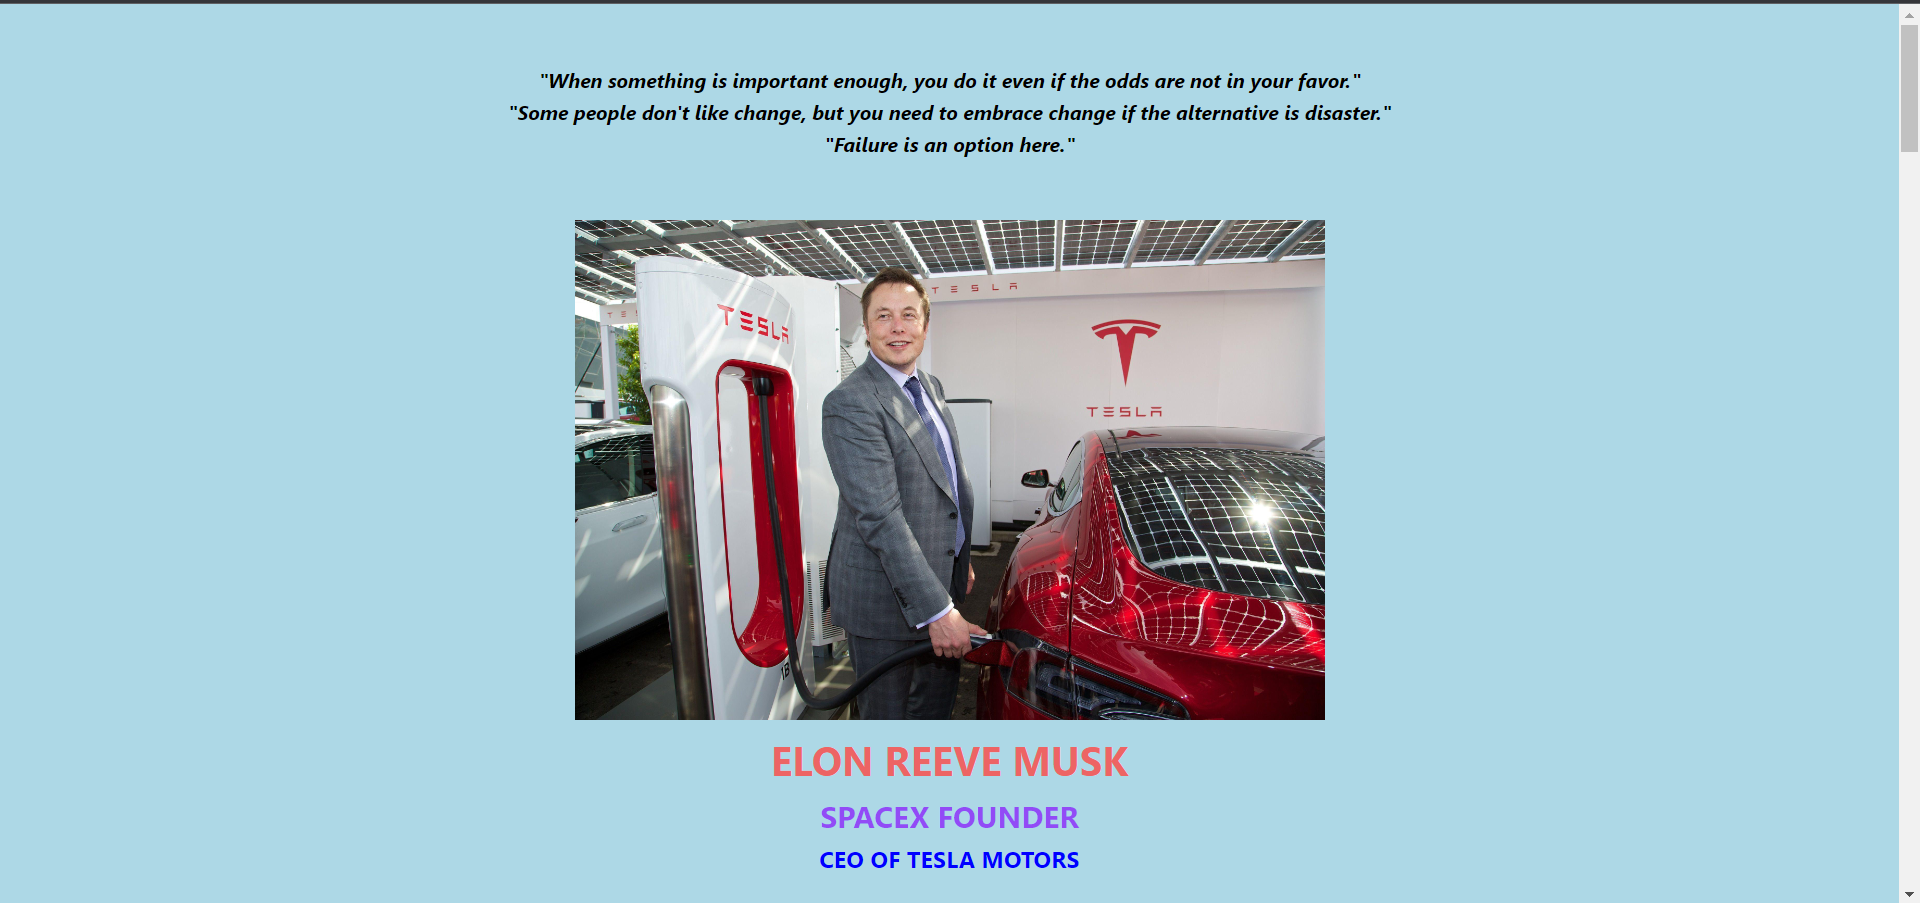 "When something is important enough, you do it even if the odds are not in your favor."
"Some people don't like change, but you need to embrace change if the alternative is disaster."
"Failure is an option here."
TESLA
TESLA
TESLA
ELON REEVE MUSK
SPACEX FOUNDER
CEO OF TESLA MOTORS